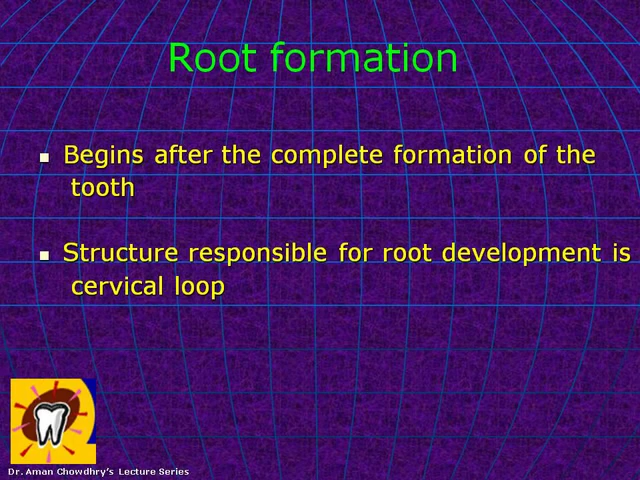 Root formation
Begins after the complete formation of the
tooth
Structure responsible for root development is
cervical loop
Dr. Aman Chowdhry's Lecture Series